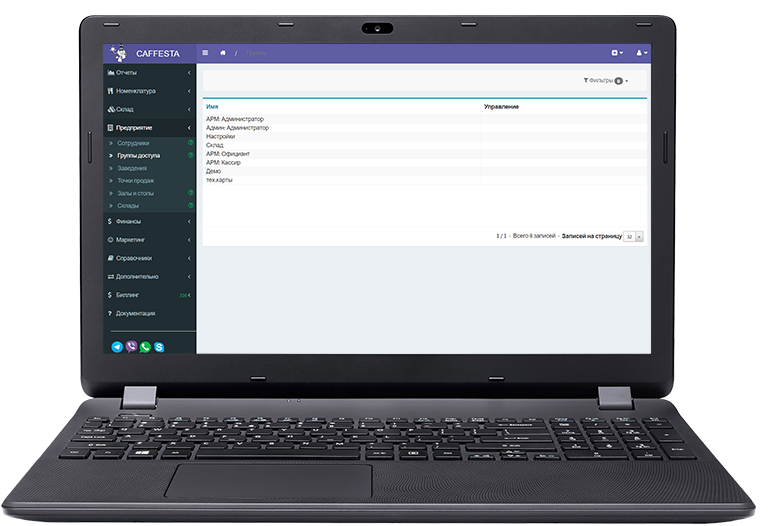 CAFFESTA
/ Группы
Фильтры 0
Отчеты
Номенклатура
Склад
Предприятие
Сотрудники
Группы доступа
Заведения
Точки продаж
Залы и столы
Склады
$ Финансы
Маркетинг
Справочники
Дополнительно
$ Биллинг
? Документация
Имя Управление
АРМ: Администратор
Админ: Администратор
Настройки
Склад
АРМ: Официант
АРМ: Кассир
Демо
тех.карты
1 / 1 - Всего 8 записей - Записей на страницу 32